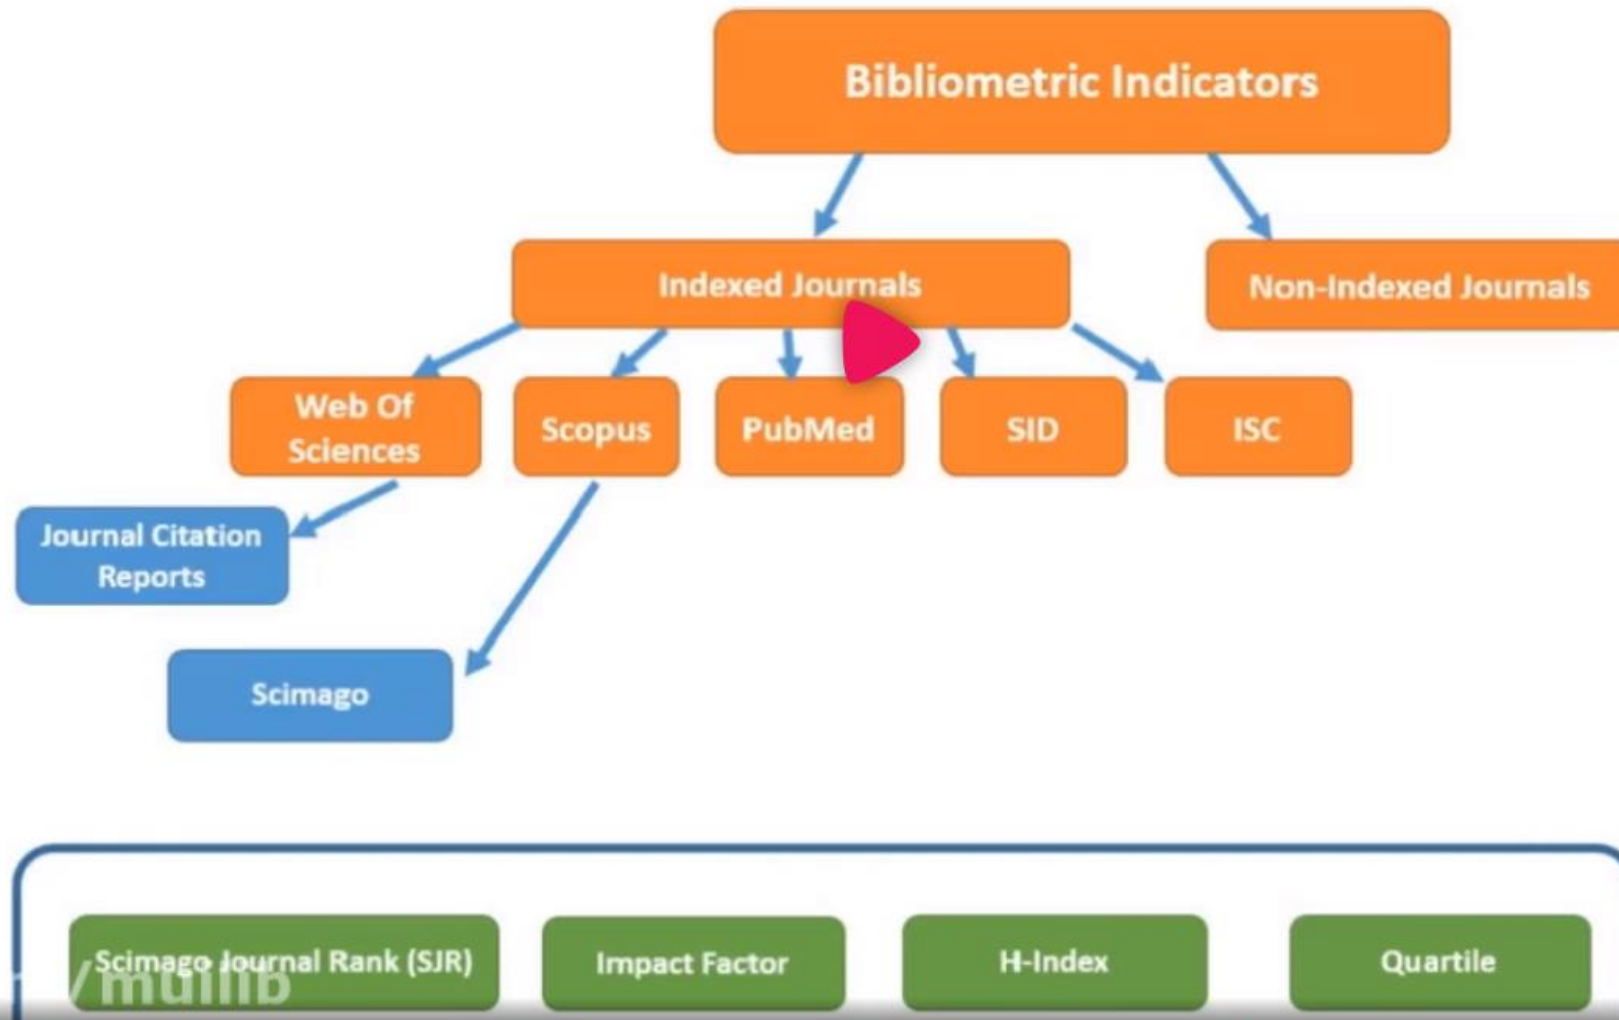 Bibliometric Indicators
Indexed Journals
Non-Indexed Journals
Web Of
Sciences
Scopus
PubMed
SID
ISC
Journal Citation
Reports
Scimago
Scimago Journal Rank (SJR)
Impact Factor
H-Index
Quartile
/muilib